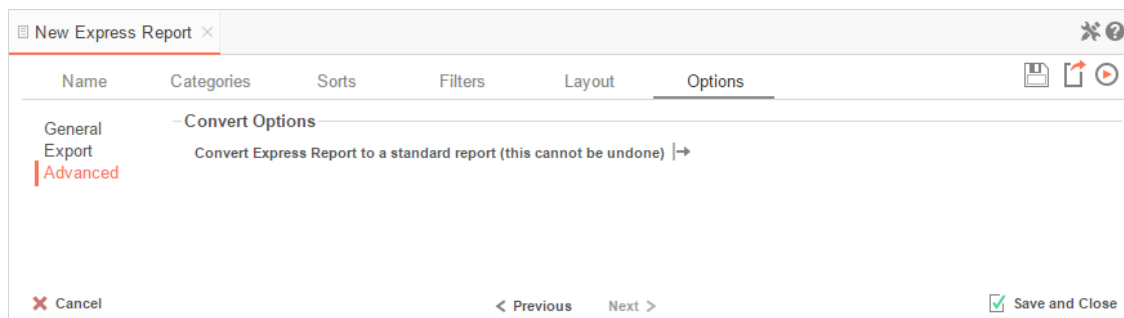 New Express Report
Name Categories Sorts Filters Layout Options
General
Export
Advanced
Convert Options
Convert Express Report to a standard report (this cannot be undone)
Cancel
< Previous Next >
Save and Close